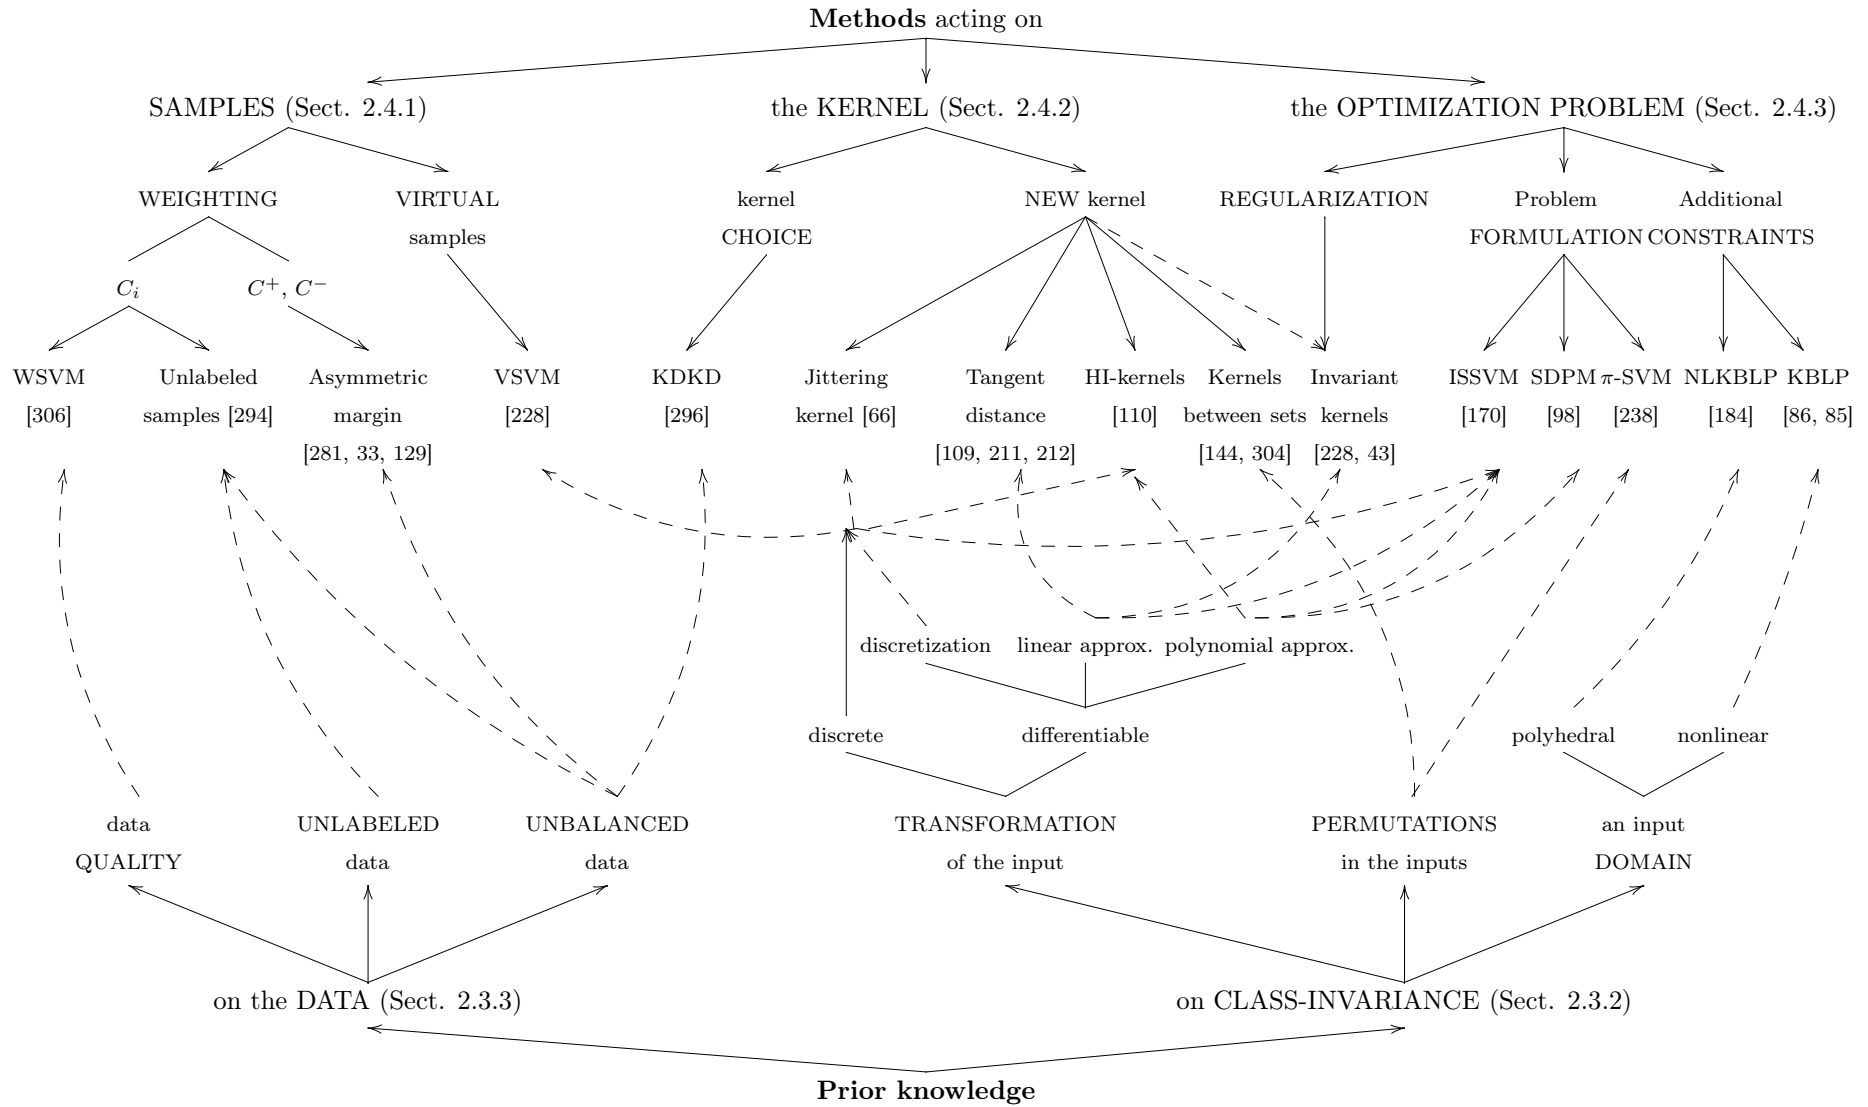 Methods acting on
SAMPLES (Sect. 2.4.1)
the KERNEL (Sect. 2.4.2)
the OPTIMIZATION PROBLEM (Sect. 2.4.3)
WEIGHTING
VIRTUAL
samples
kernel
CHOICE
NEW kernel
REGULARIZATION
Problem
FORMULATION
Additional
CONSTRAINTS
C_i
C^+, C^−
WSVM
[306]
Unlabeled
samples [294]
Asymmetric
margin
[281, 33, 129]
VSVM
[228]
KDKD
[296]
Jittering
kernel [66]
Tangent
distance
[109, 211, 212]
HI-kernels
[110]
Kernels
between sets
[144, 304]
Invariant
kernels
[228, 43]
ISSVM
[170]
SDPM
[98]
π-SVM
[238]
NLKBLP
[184]
KBLP
[86, 85]
discretization
linear approx.
polynomial approx.
discrete
differentiable
polyhedral
nonlinear
data
QUALITY
UNLABELED
data
UNBALANCED
data
TRANSFORMATION
of the input
PERMUTATIONS
in the inputs
an input
DOMAIN
on the DATA (Sect. 2.3.3)
on CLASS-INVARIANCE (Sect. 2.3.2)
Prior knowledge